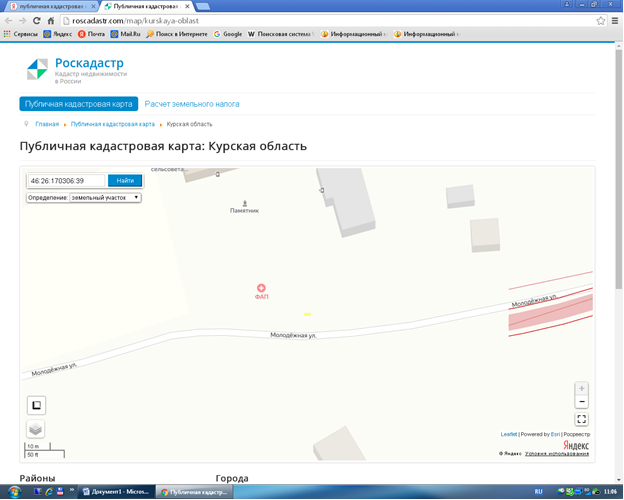 публичная кадастровая
Публичная кадастровая
roscadastr.com/map/kurskaya-oblast
Сервисы Яндекс Почта Mail.Ru Поиск в Интернете Google Поисковая система Информационный Информационный
Роскадастр
Кадастр недвижимости
в России
Публичная кадастровая карта Расчет земельного налога
Главная Публичная кадастровая карта Курская область
Публичная кадастровая карта: Курская область
сельсовета...
46:26:170306:39 Найти
Определение: земельный участок
Памятник
ФАП
Молодёжная ул.
Молодёжная ул.
Молодёжная ул.
+
−
10 m
50 ft
Leaflet | Powered by Esri | Росреестр
Яндекс
© Яндекс Условия использования
Районы Города
Документ1 - Micros... Публичная кадастр... RU 11:06